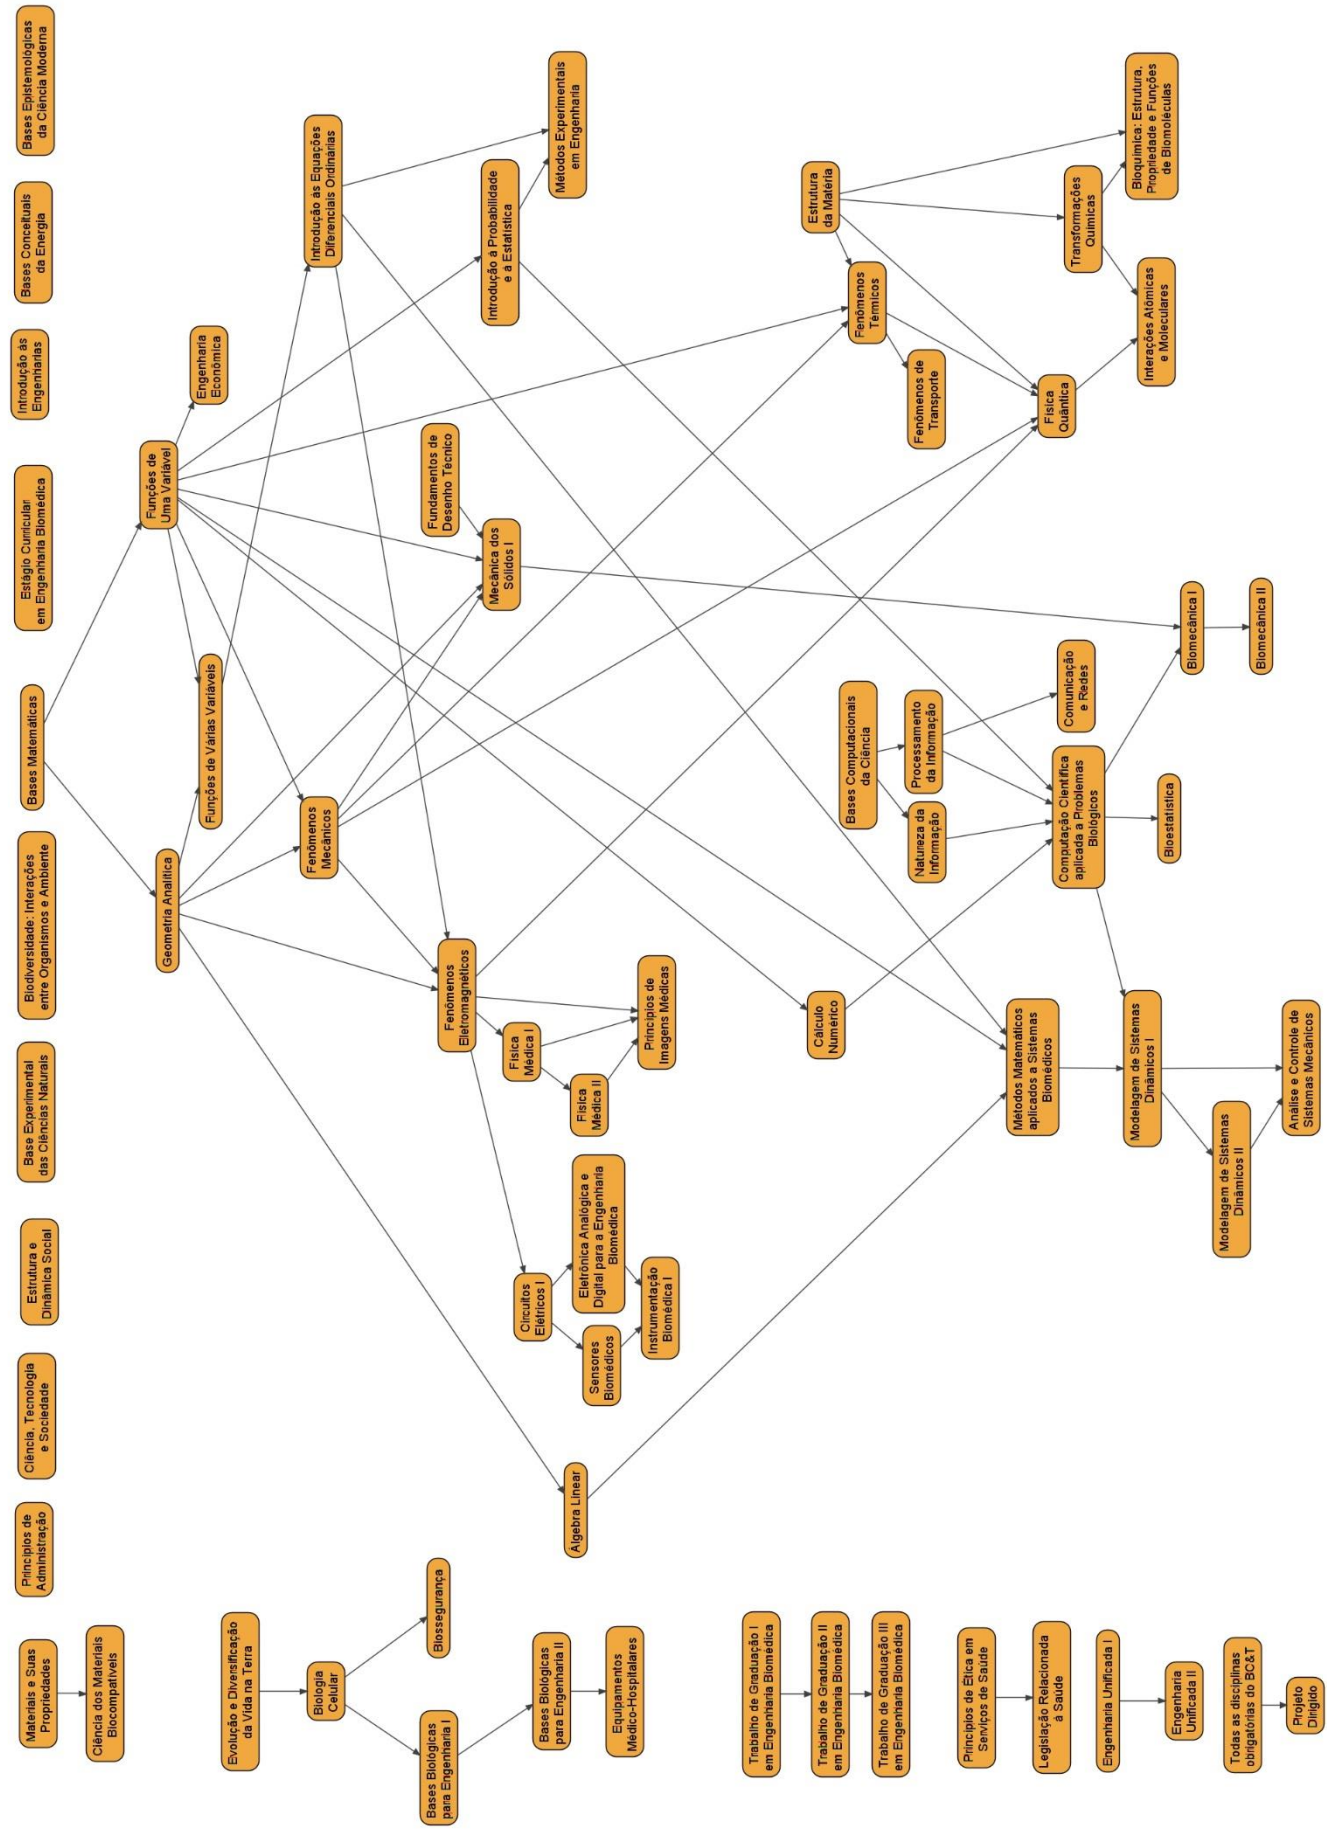 Materiais e Suas
Propriedades
Ciência dos Materiais
Biocompatíveis
Princípios de
Administração
Ciência, Tecnologia
e Sociedade
Estrutura e
Dinâmica Social
Base Experimental
das Ciências Naturais
Biodiversidade: Interações
entre Organismos e Ambiente
Bases Matemáticas
Estágio Curricular
em Engenharia Biomédica
Introdução às
Engenharias
Bases Conceituais
da Energia
Bases Epistemológicas
da Ciência Moderna
Geometria Analítica
Funções de
Uma Variável
Funções de Várias Variáveis
Engenharia
Econômica
Evolução e Diversificação
da Vida na Terra
Biologia
Celular
Fenômenos
Mecânicos
Introdução às Equações
Diferenciais Ordinárias
Bases Biológicas
para Engenharia I
Biossegurança
Fenômenos
Eletromagnéticos
Fundamentos de
Desenho Técnico
Mecânica dos
Sólidos I
Introdução à Probabilidade
e à Estatística
Métodos Experimentais
em Engenharia
Bases Biológicas
para Engenharia II
Equipamentos
Médico-Hospitalares
Álgebra Linear
Circuitos
Elétricos I
Sensores
Biomédicos
Eletrônica Analógica e
Digital para a Engenharia
Biomédica
Instrumentação
Biomédica I
Física
Médica I
Física
Médica II
Princípios de
Imagens Médicas
Trabalho de Graduação I
em Engenharia Biomédica
Trabalho de Graduação II
em Engenharia Biomédica
Trabalho de Graduação III
em Engenharia Biomédica
Cálculo
Numérico
Bases Computacionais
da Ciência
Natureza da
Informação
Processamento
da Informação
Fenômenos
Térmicos
Estrutura
da Matéria
Fenômenos de
Transporte
Princípios de Ética em
Serviços de Saúde
Legislação Relacionada
à Saúde
Métodos Matemáticos
aplicados a Sistemas
Biomédicos
Computação Científica
aplicada a Problemas
Biológicos
Comunicação
e Redes
Física
Quântica
Transformações
Químicas
Engenharia Unificada I
Engenharia
Unificada II
Modelagem de Sistemas
Dinâmicos I
Bioestatística
Biomecânica I
Interações Atômicas
e Moleculares
Bioquímica: Estrutura,
Propriedade e Funções
de Biomoléculas
Todas as disciplinas
obrigatórias do BC&T
Projeto
Dirigido
Modelagem de Sistemas
Dinâmicos II
Análise e Controle de
Sistemas Mecânicos
Biomecânica II